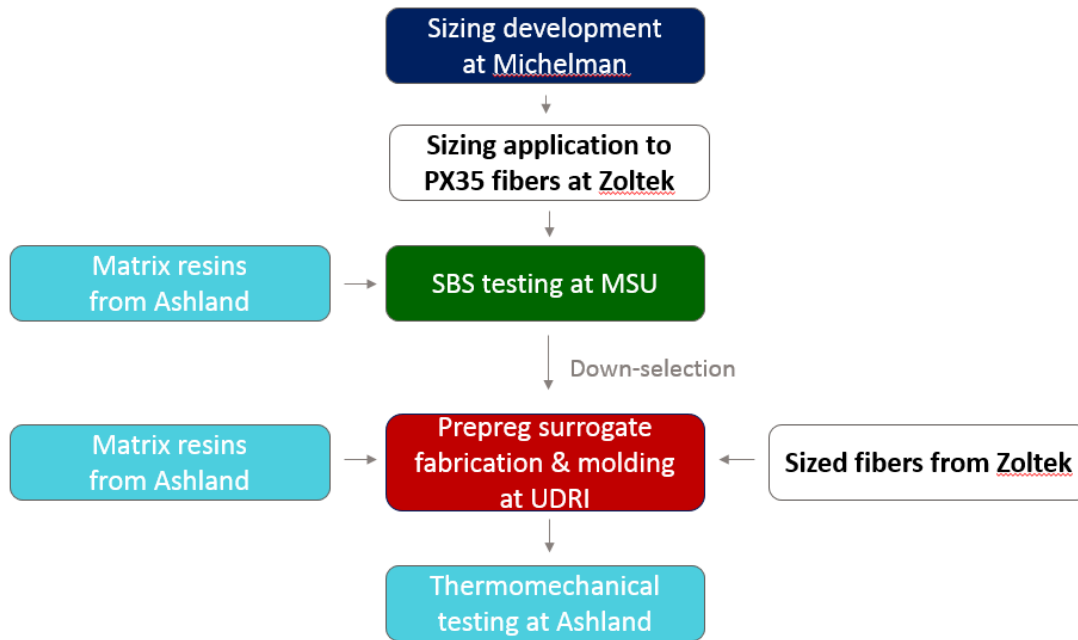 Sizing development
at Michelman
Sizing application to
PX35 fibers at Zoltek
Matrix resins
from Ashland
SBS testing at MSU
Down-selection
Matrix resins
from Ashland
Prepreg surrogate
fabrication & molding
at UDRI
Sized fibers from Zoltek
Thermomechanical
testing at Ashland